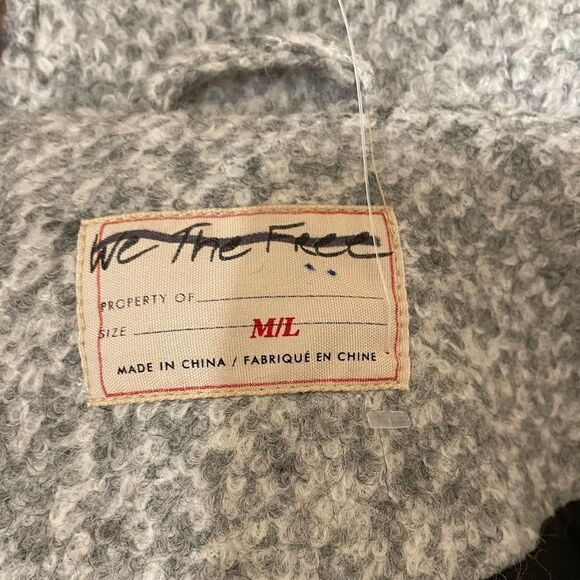 We The Free
PROPERTY OF
SIZE M/L
MADE IN CHINA / FABRIQUÉ EN CHINE